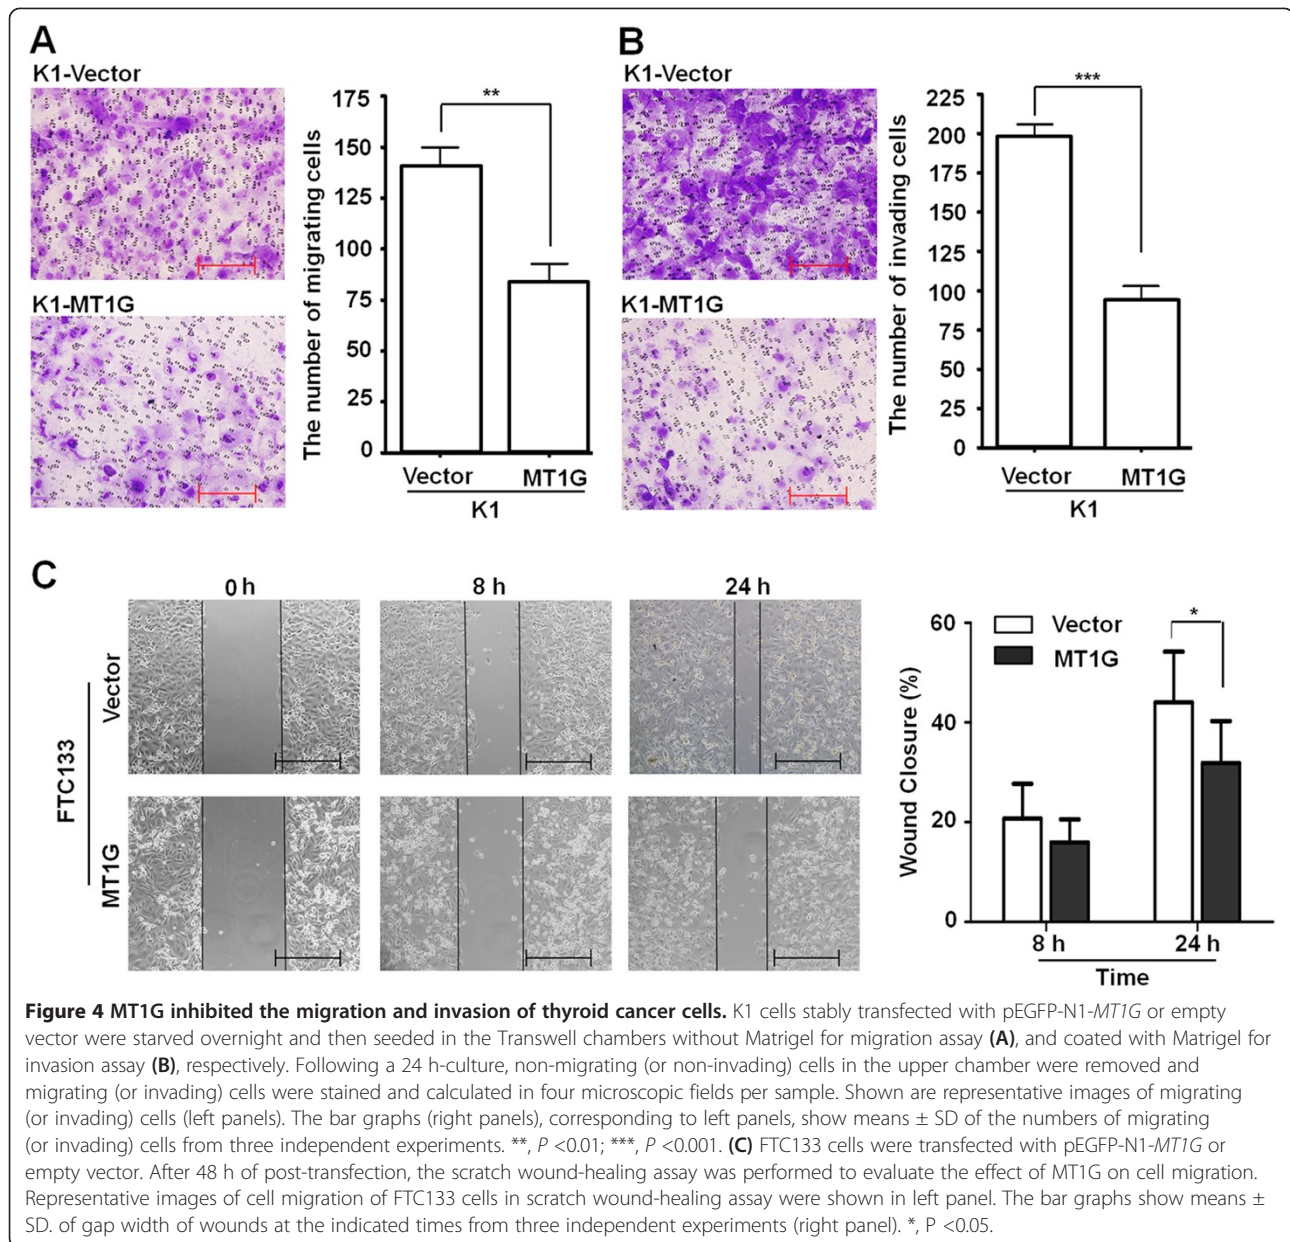 A
K1-Vector
K1-MT1G
The number of migrating cells
175
150
125
100
75
50
25
0
**
Vector MT1G
K1
B
K1-Vector
K1-MT1G
The number of invading cells
225
200
175
150
125
100
75
50
25
0
***
Vector MT1G
K1
C
0 h 8 h 24 h
FTC133
Vector
MT1G
Wound Closure (%)
60
40
20
0
Vector
MT1G
*
8 h 24 h
Time
Figure 4 MT1G inhibited the migration and invasion of thyroid cancer cells. K1 cells stably transfected with pEGFP-N1-MT1G or empty
vector were starved overnight and then seeded in the Transwell chambers without Matrigel for migration assay (A), and coated with Matrigel for
invasion assay (B), respectively. Following a 24 h-culture, non-migrating (or non-invading) cells in the upper chamber were removed and
migrating (or invading) cells were stained and calculated in four microscopic fields per sample. Shown are representative images of migrating
(or invading) cells (left panels). The bar graphs (right panels), corresponding to left panels, show means ± SD of the numbers of migrating
(or invading) cells from three independent experiments. **, P <0.01; ***, P <0.001. (C) FTC133 cells were transfected with pEGFP-N1-MT1G or
empty vector. After 48 h of post-transfection, the scratch wound-healing assay was performed to evaluate the effect of MT1G on cell migration.
Representative images of cell migration of FTC133 cells in scratch wound-healing assay were shown in left panel. The bar graphs show means ±
SD. of gap width of wounds at the indicated times from three independent experiments (right panel). *, P <0.05.